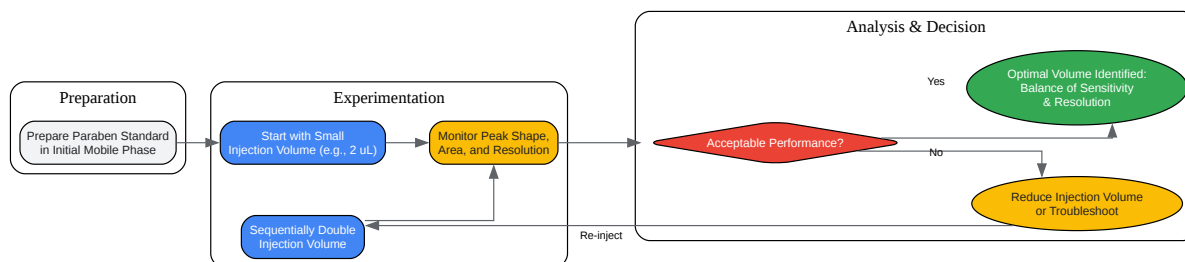 Preparation
Prepare Paraben Standard
in Initial Mobile Phase
Experimentation
Start with Small
Injection Volume (e.g., 2 uL)
Monitor Peak Shape,
Area, and Resolution
Sequentially Double
Injection Volume
Analysis & Decision
Acceptable Performance?
Yes
Optimal Volume Identified:
Balance of Sensitivity
& Resolution
No
Reduce Injection Volume
or Troubleshoot
Re-inject